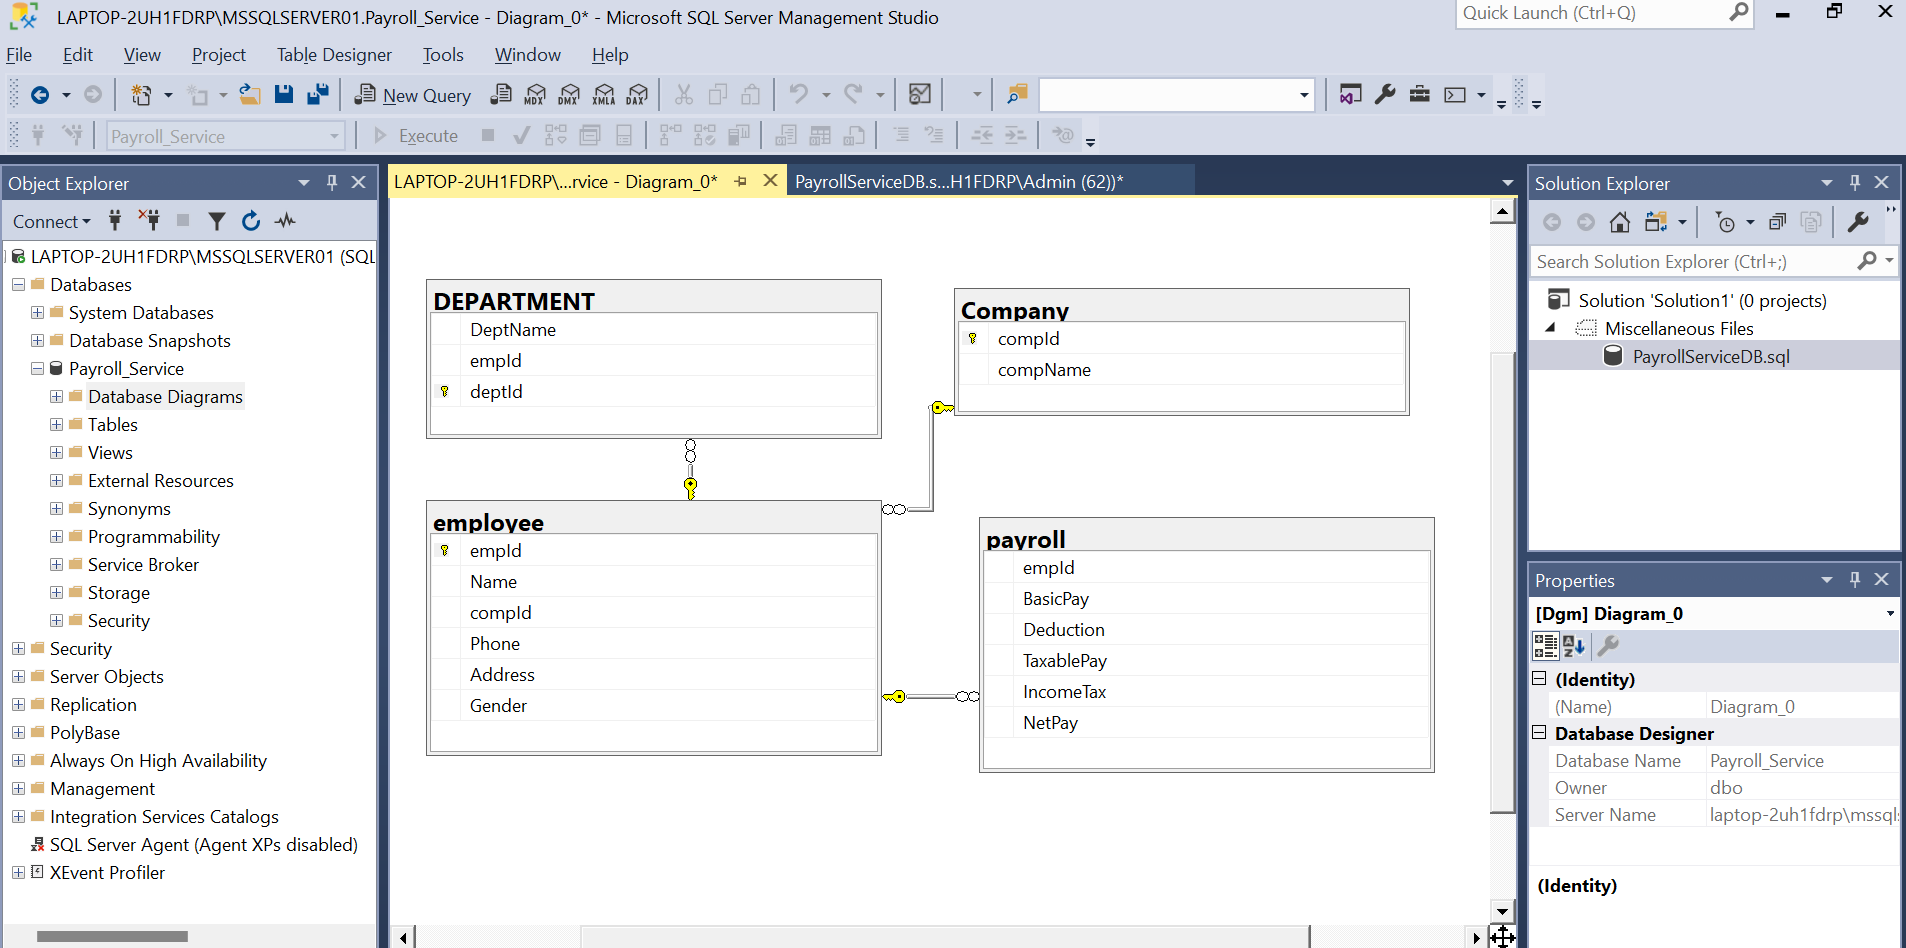 LAPTOP-2UH1FDRP\MSSQLSERVER01.Payroll_Service - Diagram_0* - Microsoft SQL Server Management Studio
Quick Launch (Ctrl+Q)
File Edit View Project Table Designer Tools Window Help
New Query MDX DMX XMLA DAX
Payroll_Service Execute
Object Explorer
Connect
LAPTOP-2UH1FDRP\MSSQLSERVER01 (SQL
Databases
System Databases
Database Snapshots
Payroll_Service
Database Diagrams
Tables
Views
External Resources
Synonyms
Programmability
Service Broker
Storage
Security
Security
Server Objects
Replication
PolyBase
Always On High Availability
Management
Integration Services Catalogs
SQL Server Agent (Agent XPs disabled)
XEvent Profiler
LAPTOP-2UH1FDRP\...rvice - Diagram_0*
PayrollServiceDB.s...H1FDRP\Admin (62))*
DEPARTMENT
DeptName
empId
deptId
Company
compId
compName
employee
empId
Name
compId
Phone
Address
Gender
payroll
empId
BasicPay
Deduction
TaxablePay
IncomeTax
NetPay
Solution Explorer
Search Solution Explorer (Ctrl+;)
Solution 'Solution1' (0 projects)
Miscellaneous Files
PayrollServiceDB.sql
Properties
[Dgm] Diagram_0
(Identity)
(Name) Diagram_0
Database Designer
Database Name Payroll_Service
Owner dbo
Server Name laptop-2uh1fdrp\mssqls
(Identity)